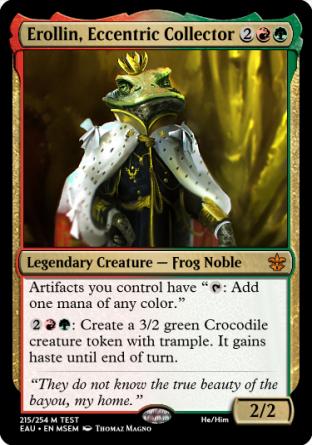 Erollin, Eccentric Collector 2
Legendary Creature — Frog Noble
Artifacts you control have “: Add
one mana of any color.”
2: Create a 3/2 green Crocodile
creature token with trample. It gains
haste until end of turn.
“They do not know the true beauty of the
bayou, my home.”
2/2
215/254 M TEST He/Him
EAU • EN MSEM Thomaz Magno